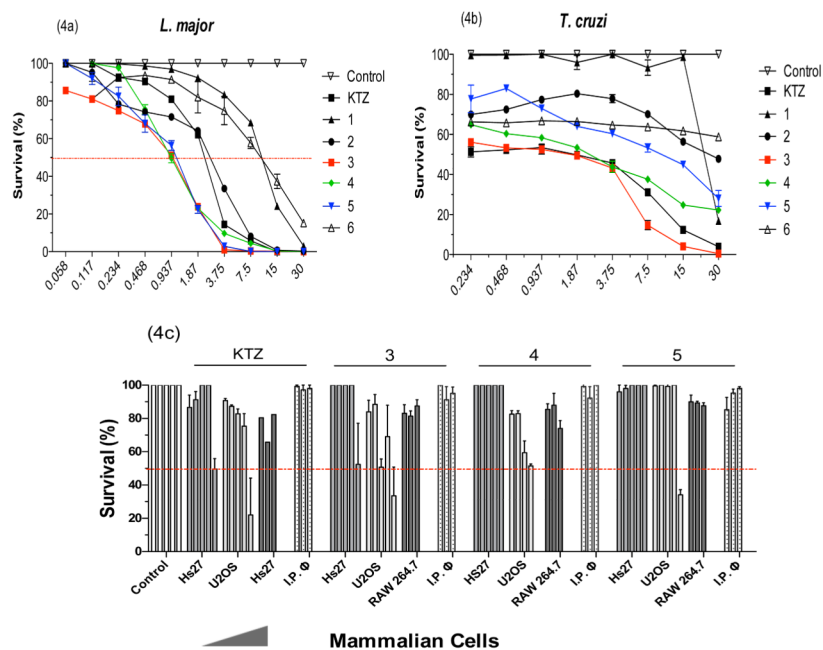 (4a)
L. major
Survival (%)
100
80
60
40
20
0
0.058
0.117
0.234
0.468
0.937
1.87
3.75
7.5
15
30
Control
KTZ
1
2
3
4
5
6
(4b)
T. cruzi
Survival (%)
100
80
60
40
20
0
0.234
0.468
0.937
1.87
3.75
7.5
15
30
Control
KTZ
1
2
3
4
5
6
(4c)
KTZ
3
4
5
Survival (%)
100
80
60
40
20
0
Control
Hs27
U2OS
Hs27
I.P. Φ
Hs27
U2OS
RAW 264.7
I.P. Φ
HS27
U2OS
RAW 264.7
I.P. Φ
Hs27
U2OS
RAW 264.7
I.P. Φ
Mammalian Cells